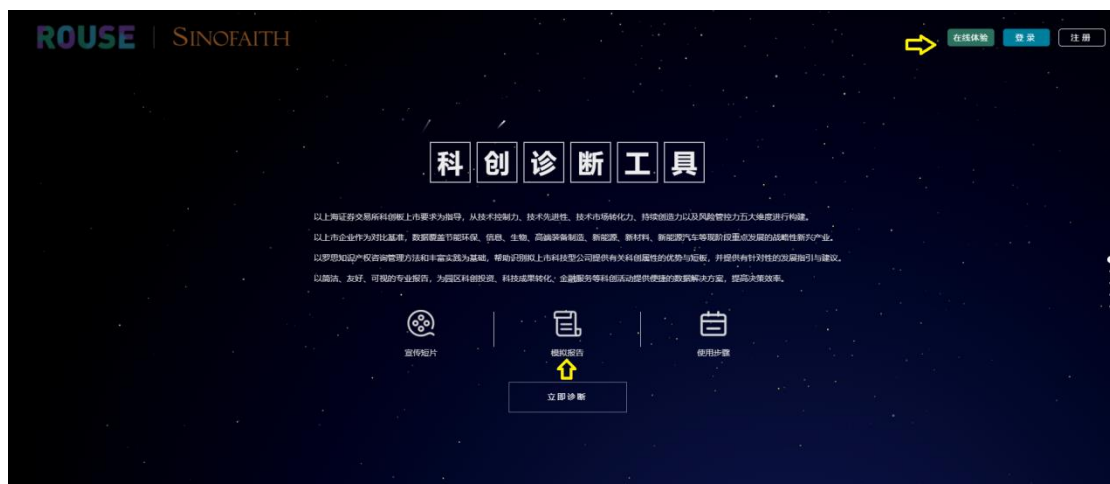 ROUSE | SINOFAITH
在线体验 登录 注册
科创诊断工具
以上海证券交易所科创板上市要求为指导，从技术控制力、技术先进性、技术市场转化力、持续创造力以及风险管控力五大维度进行构建。
以上市企业作为对比基准，数据覆盖节能环保、信息、生物、高端装备制造、新能源、新材料、新能源汽车等现阶段重点发展的战略性新兴产业。
以罗思知识产权咨询管理方法和丰富实践为基础，帮助识别拟上市科技型公司提供有关科创属性的优势与短板，并提供有针对性的发展指引与建议。
以简洁、友好、可视的专业报告，为园区科创投资、科技成果转化、金融服务等科创活动提供便捷的数据解决方案，提高决策效率。
宣传短片 模拟报告 使用步骤
立即诊断